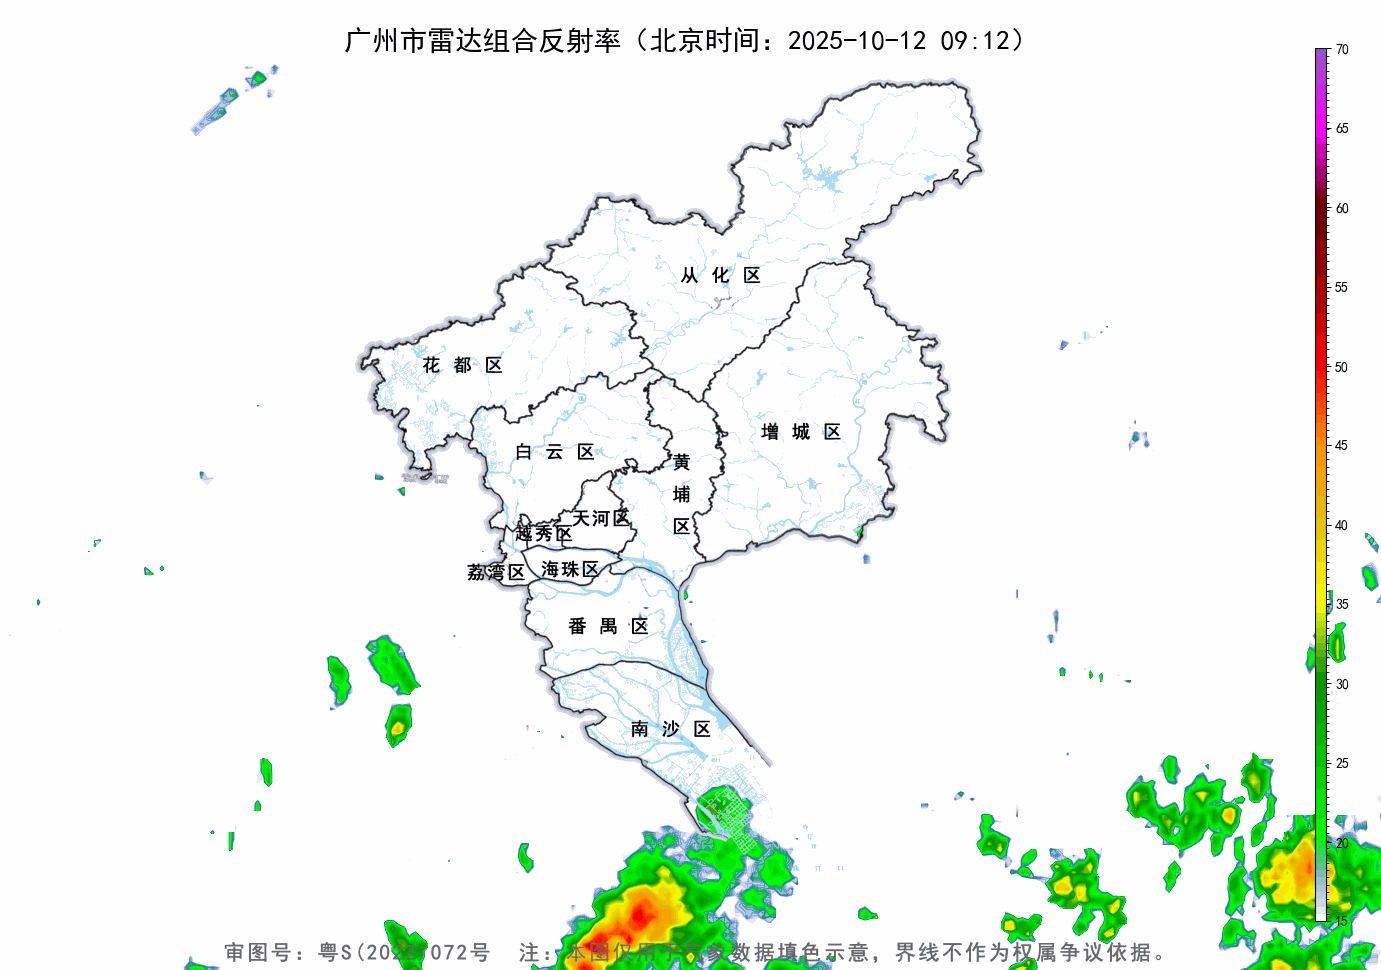 广州市雷达组合反射率（北京时间：2025-10-12 09:12）
70
65
60
55
50
45
40
35
30
25
20
15
从化区
花都区
增城区
白云区
黄埔区
天河区
越秀区
荔湾区
海珠区
番禺区
南沙区
审图号：粤S(2022)072号 注：本图仅用于气象数据填色示意，界线不作为权属争议依据。